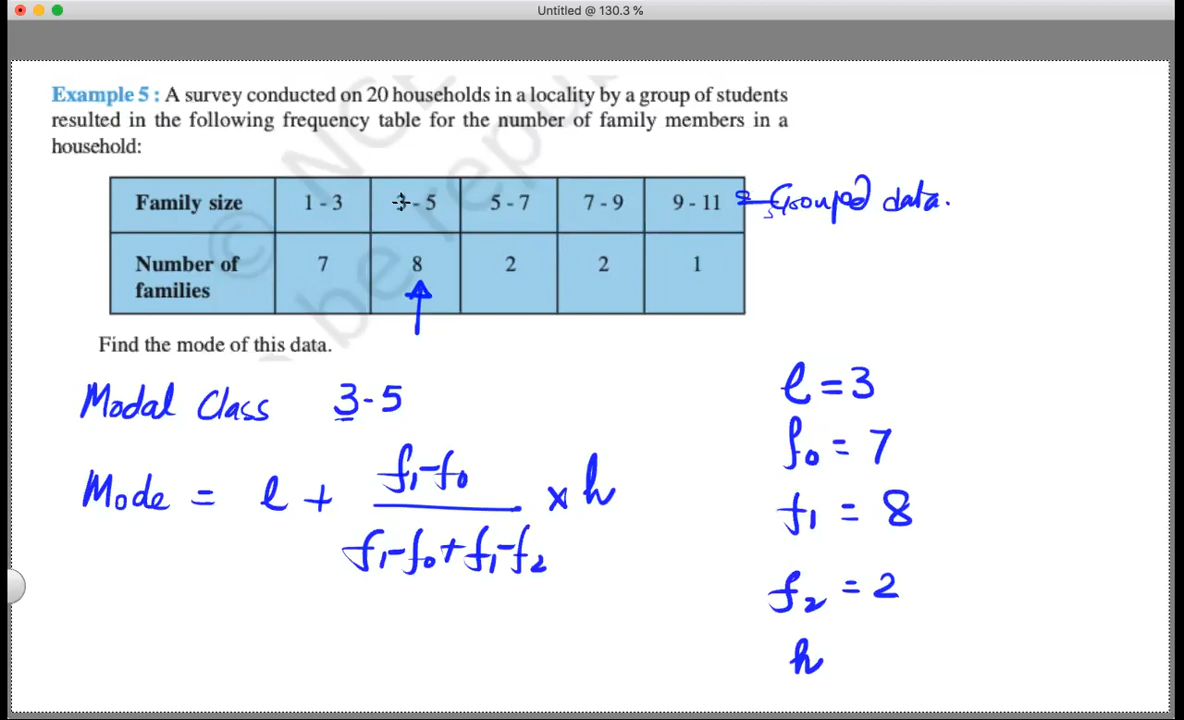 Untitled @ 130.3 %
Example 5 : A survey conducted on 20 households in a locality by a group of students
resulted in the following frequency table for the number of family members in a
household:
Family size 1 - 3 3 - 5 5 - 7 7 - 9 9 - 11 Grouped data.
Number of families 7 8 2 2 1
Find the mode of this data.
Modal Class 3-5
Mode = l + f₁-f₀ / f₁-f₀+f₁-f₂ × h
l = 3
f₀ = 7
f₁ = 8
f₂ = 2
h